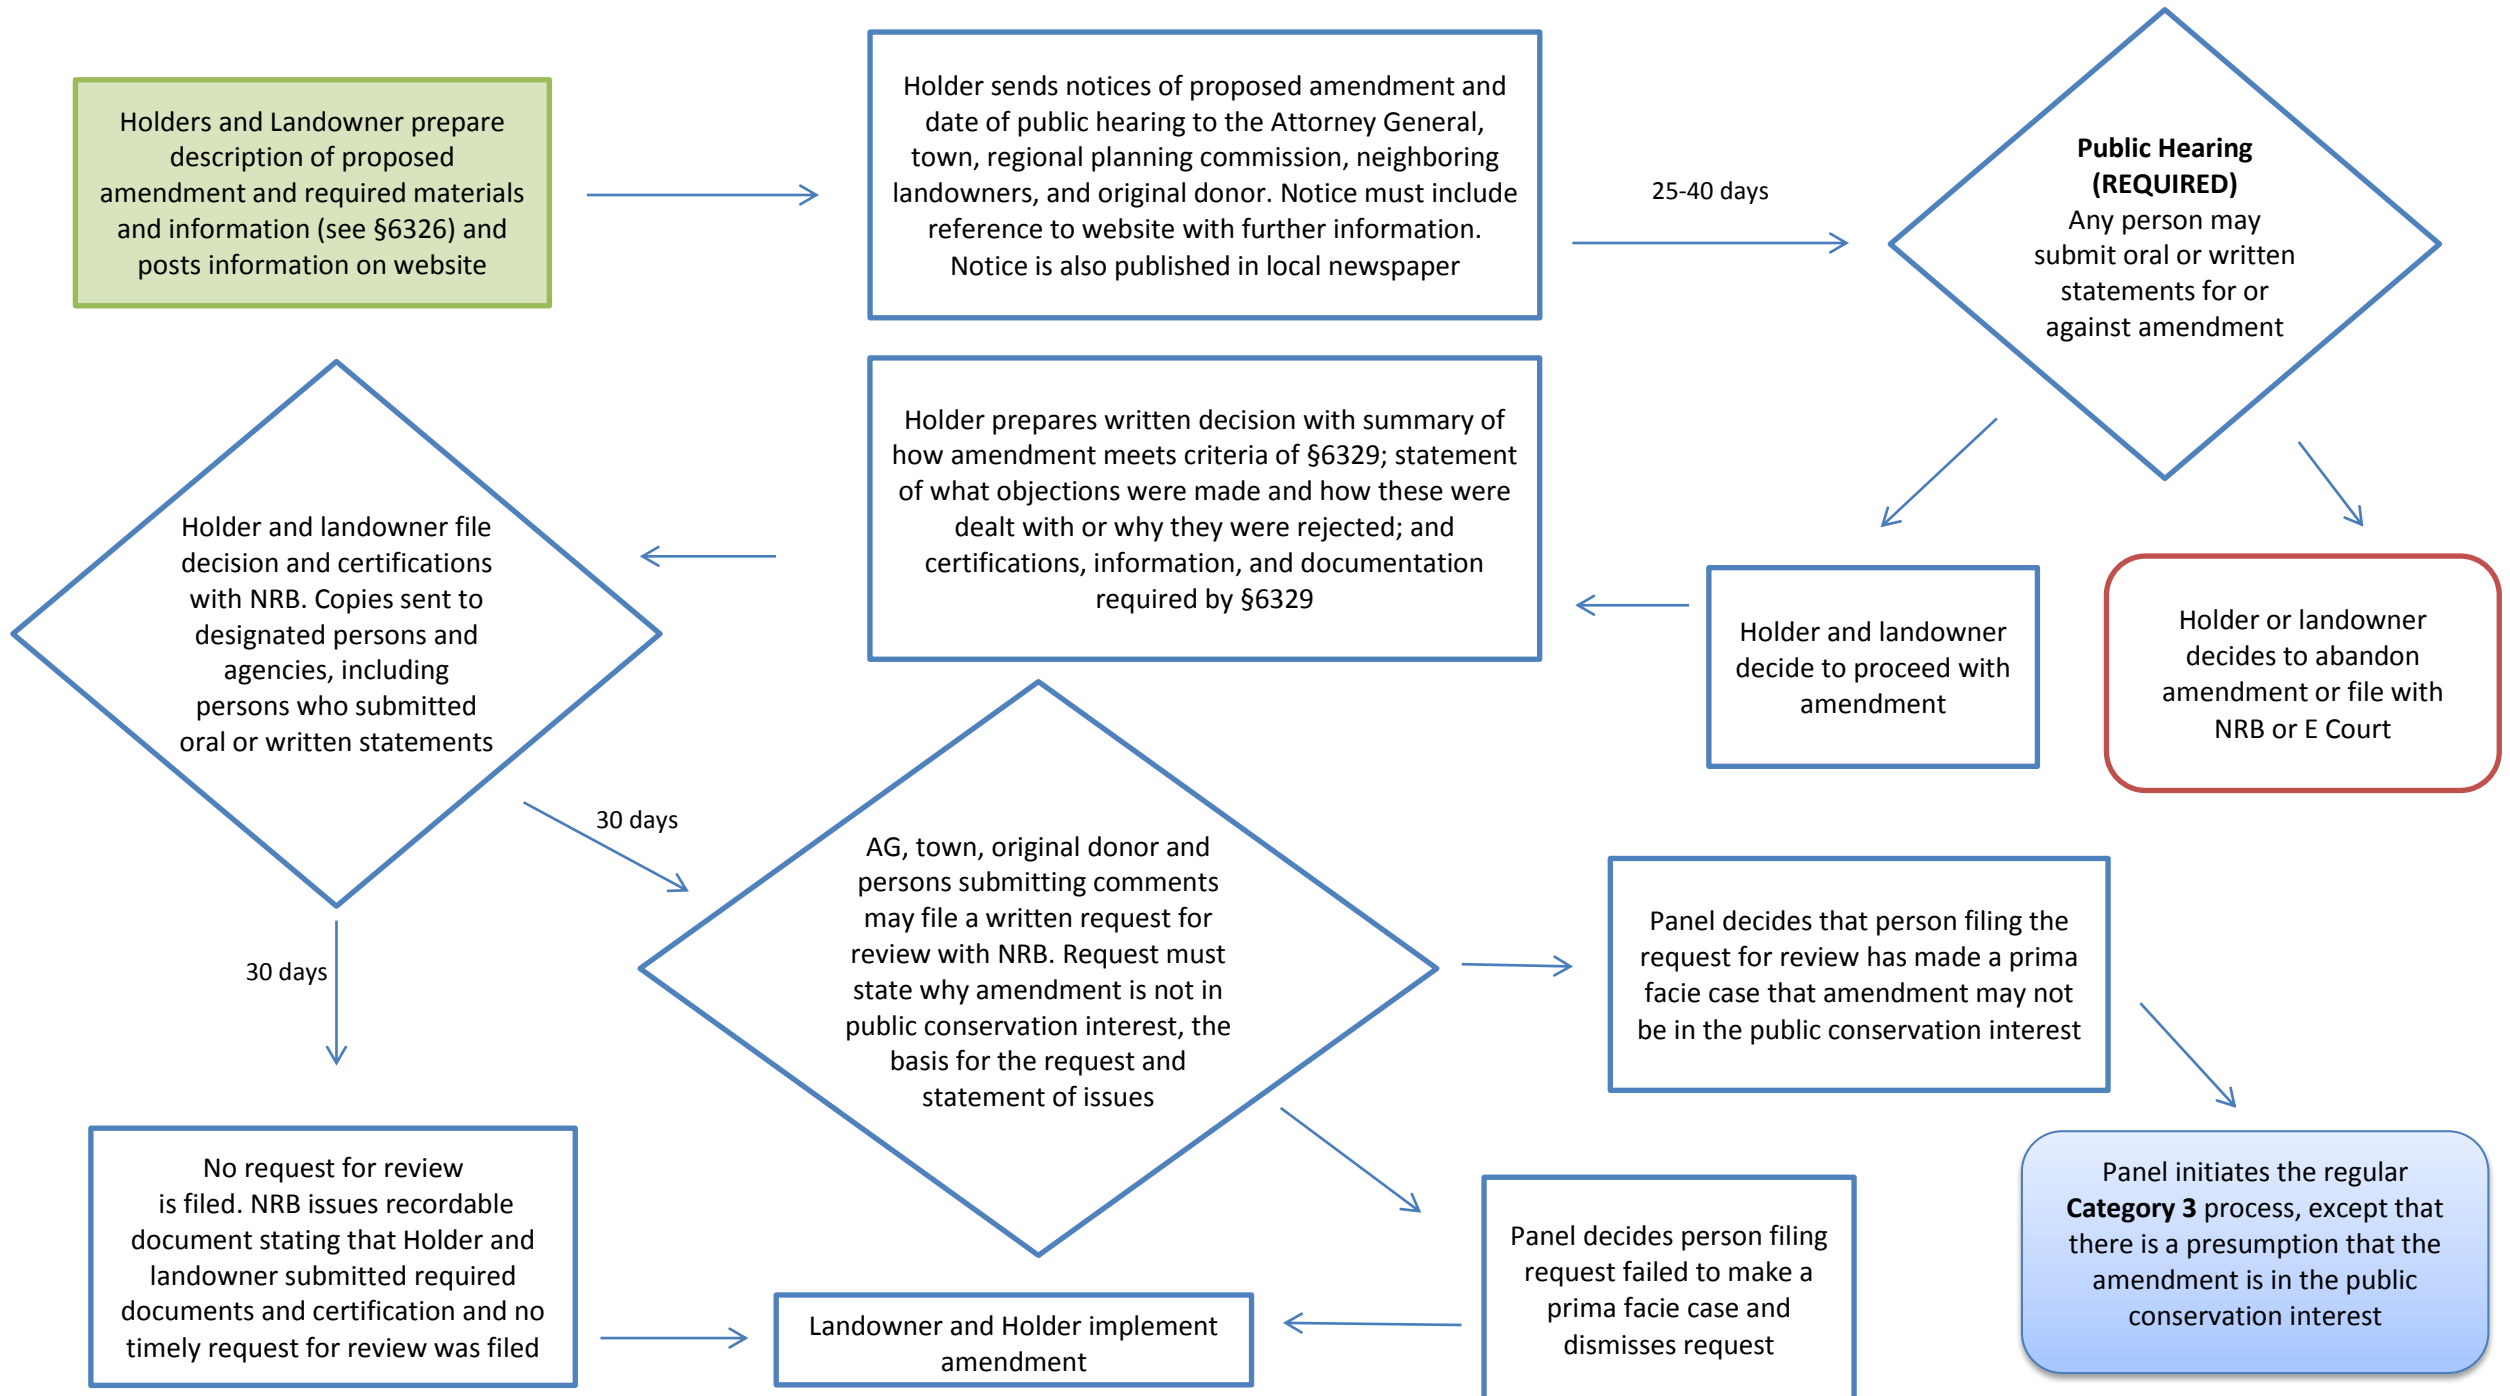 Holders and Landowner prepare
description of proposed
amendment and required materials
and information (see §6326) and
posts information on website
Holder sends notices of proposed amendment and
date of public hearing to the Attorney General,
town, regional planning commission, neighboring
landowners, and original donor. Notice must include
reference to website with further information.
Notice is also published in local newspaper
25-40 days
Public Hearing
(REQUIRED)
Any person may
submit oral or written
statements for or
against amendment
Holder and landowner
decide to proceed with
amendment
Holder or landowner
decides to abandon
amendment or file with
NRB or E Court
Holder prepares written decision with summary of
how amendment meets criteria of §6329; statement
of what objections were made and how these were
dealt with or why they were rejected; and
certifications, information, and documentation
required by §6329
Holder and landowner file
decision and certifications
with NRB. Copies sent to
designated persons and
agencies, including
persons who submitted
oral or written statements
30 days
30 days
AG, town, original donor and
persons submitting comments
may file a written request for
review with NRB. Request must
state why amendment is not in
public conservation interest, the
basis for the request and
statement of issues
Panel decides that person filing the
request for review has made a prima
facie case that amendment may not
be in the public conservation interest
No request for review
is filed. NRB issues recordable
document stating that Holder and
landowner submitted required
documents and certification and no
timely request for review was filed
Landowner and Holder implement
amendment
Panel decides person filing
request failed to make a
prima facie case and
dismisses request
Panel initiates the regular
Category 3 process, except that
there is a presumption that the
amendment is in the public
conservation interest